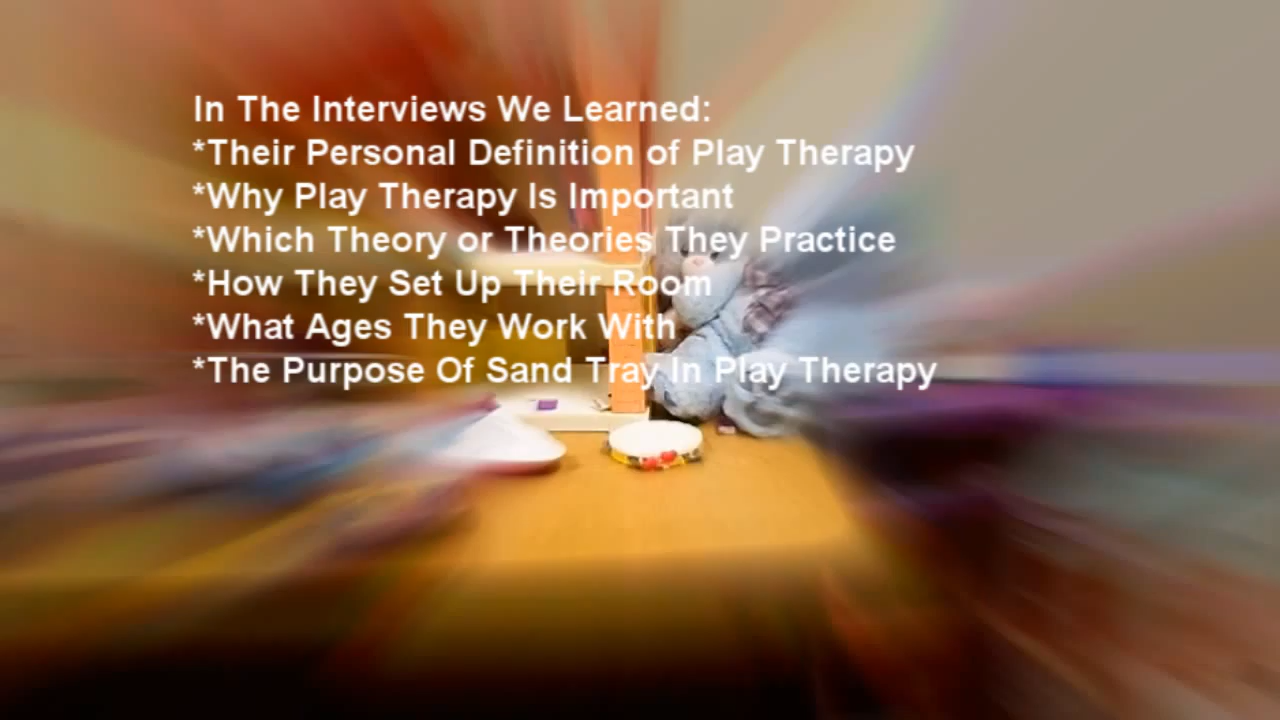 In The Interviews We Learned:
*Their Personal Definition of Play Therapy
*Why Play Therapy Is Important
*Which Theory or Theories They Practice
*How They Set Up Their Room
*What Ages They Work With
*The Purpose Of Sand Tray In Play Therapy